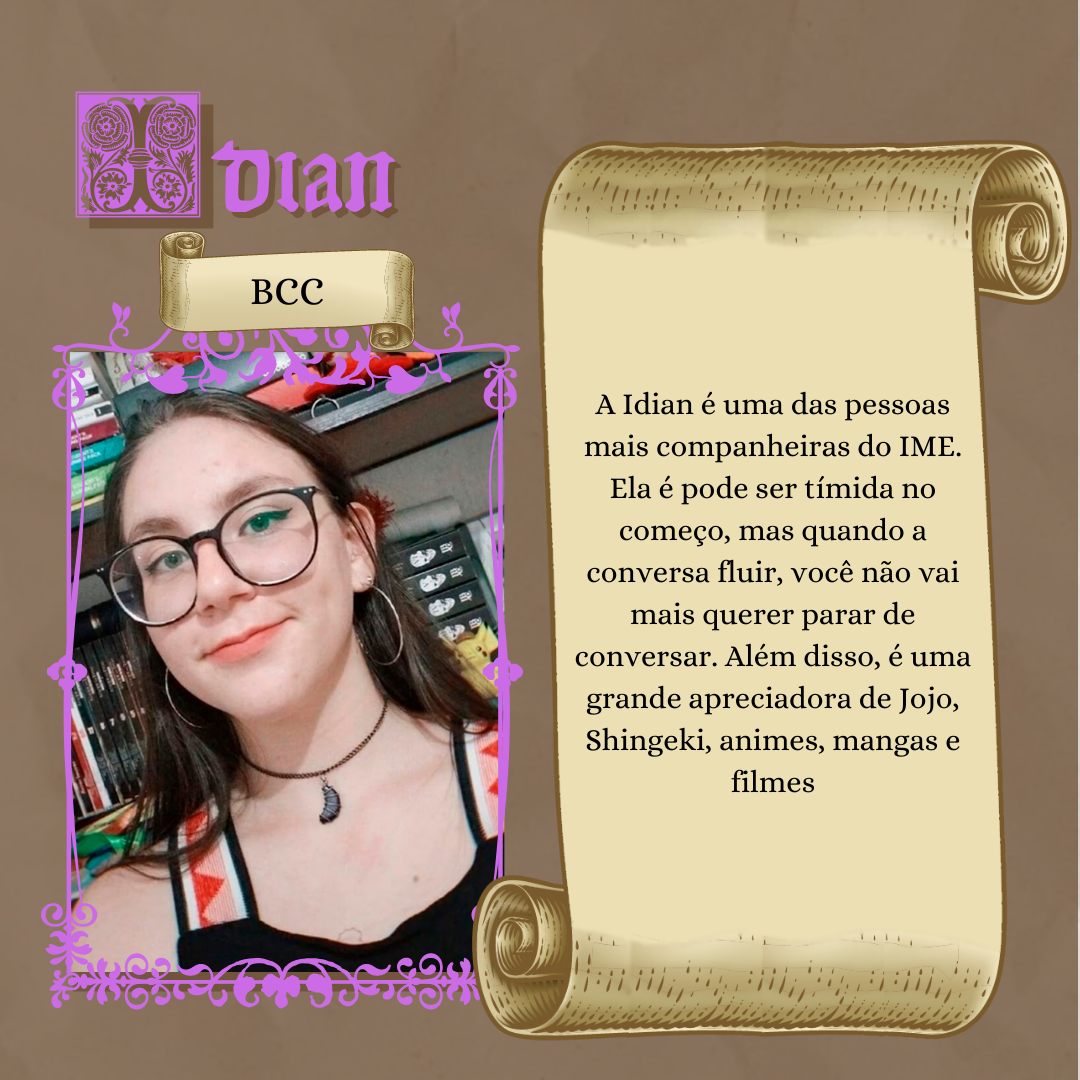 Idian
BCC
A Idian é uma das pessoas
mais companheiras do IME.
Ela é pode ser tímida no
começo, mas quando a
conversa fluir, você não vai
mais querer parar de
conversar. Além disso, é uma
grande apreciadora de Jojo,
Shingeki, animes, mangas e
filmes